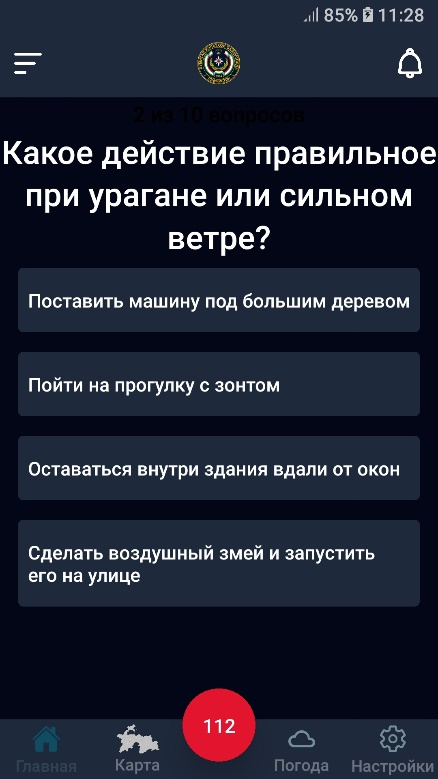 85% 11:28
2 из 10 вопросов
Какое действие правильное
при урагане или сильном
ветре?
Поставить машину под большим деревом
Пойти на прогулку с зонтом
Оставаться внутри здания вдали от окон
Сделать воздушный змей и запустить
его на улице
112
Главная Карта Погода Настройки